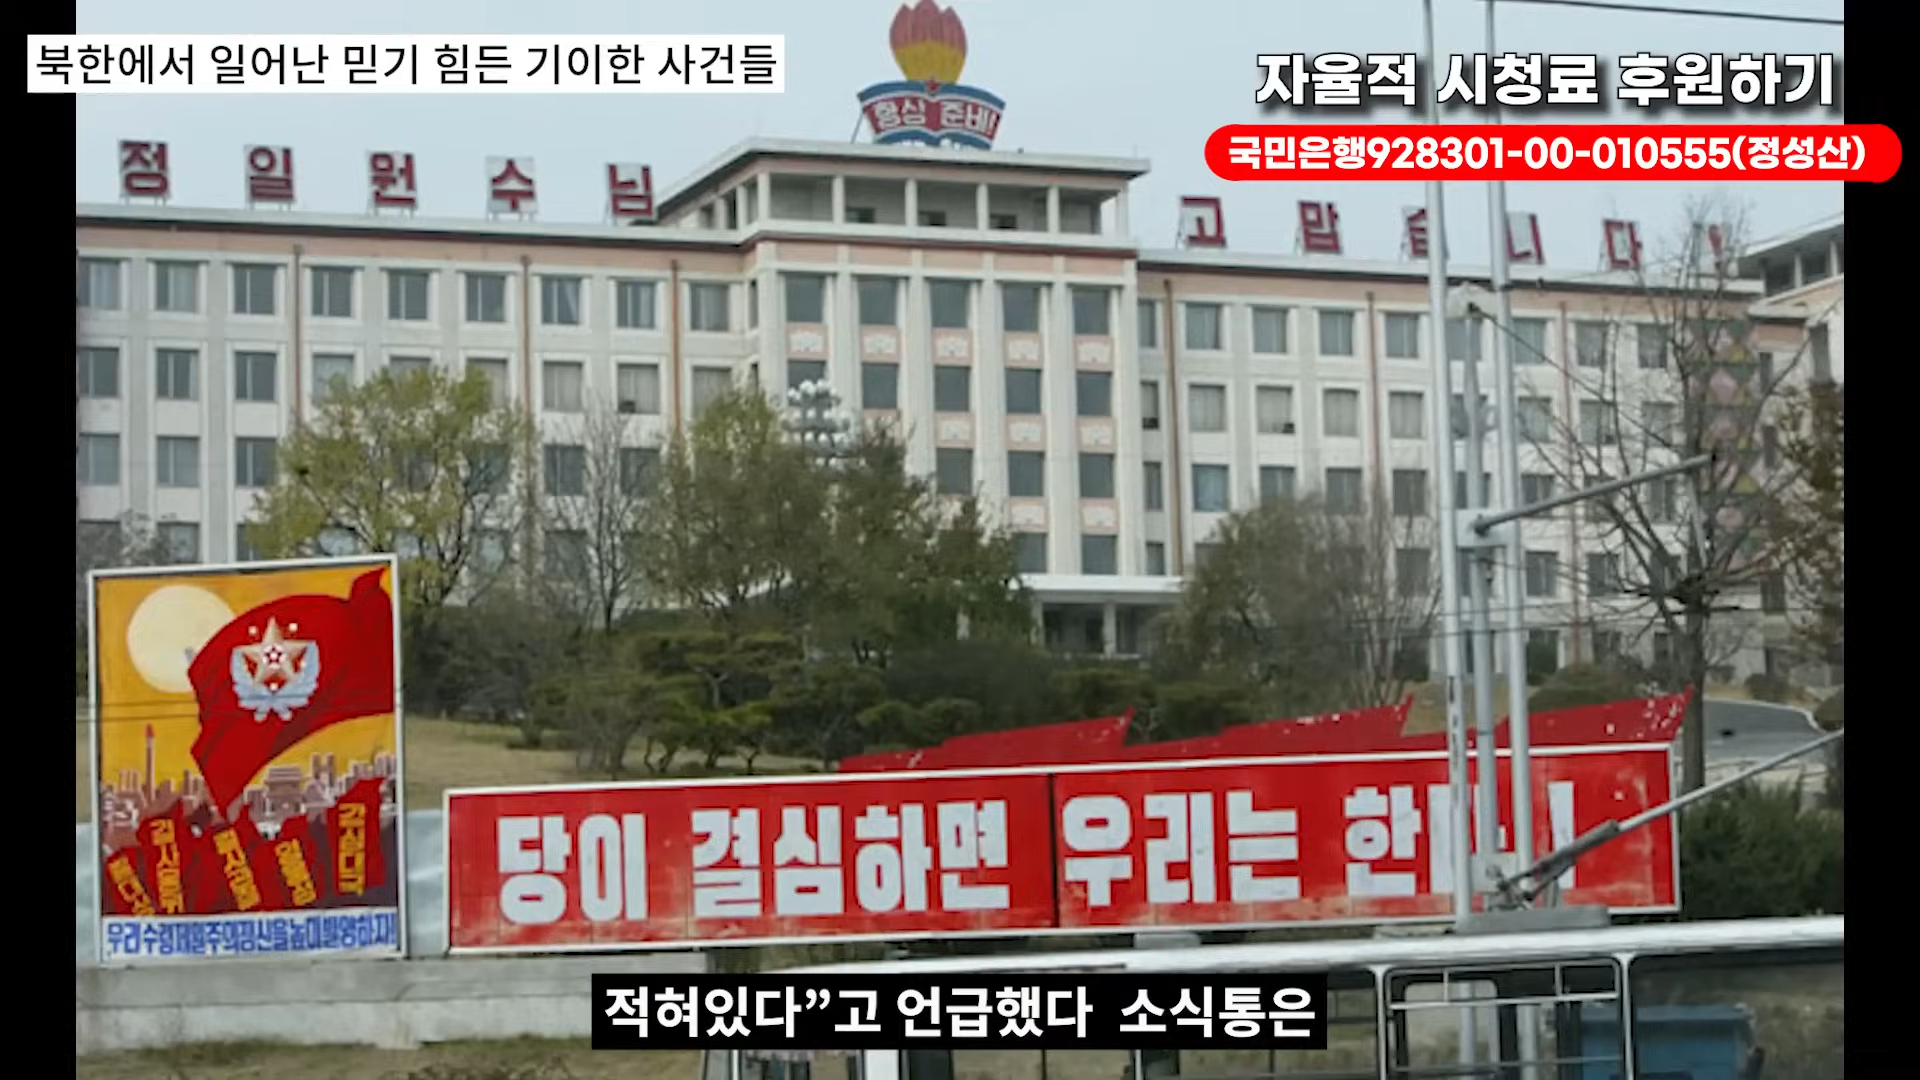 북한에서 일어난 믿기 힘든 기이한 사건들
자율적 시청료 후원하기
국민은행928301-00-010555(정성산)
항상 준비!
정일원수님 고맙습니다!
당이 결심하면 우리는 한다!
우리 수령제일주의정신을높이발양하자!
적혀있다”고 언급했다 소식통은